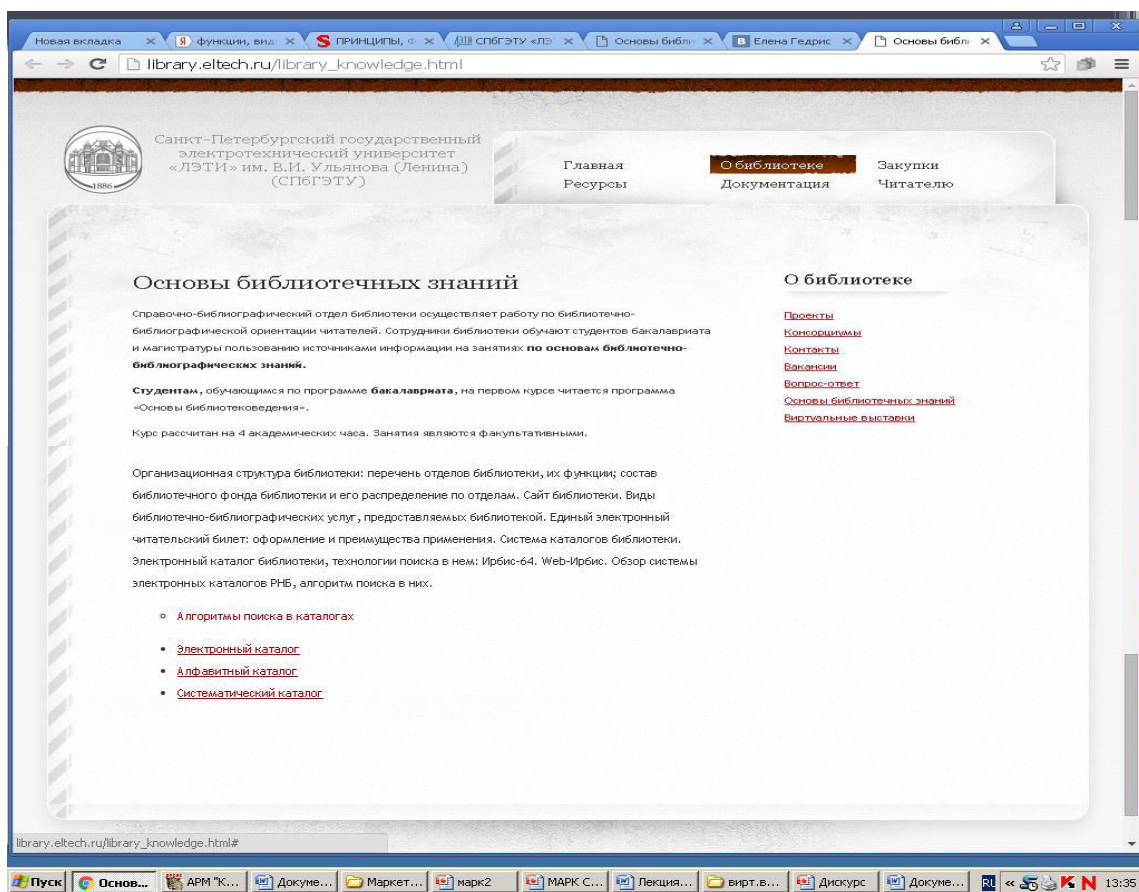 Новая вкладка
функции, вид
ПРИНЦИПЫ, Ф
СПбГЭТУ «ЛЭ
Основы библи
Елена Гедрис
Основы библ
library.eltech.ru/library_knowledge.html
Санкт-Петербургский государственный
электротехнический университет
«ЛЭТИ» им. В.И. Ульянова (Ленина)
(СПбГЭТУ)
1886
Главная О библиотеке Закупки
Ресурсы Документация Читателю
Основы библиотечных знаний
Справочно-библиографический отдел библиотеки осуществляет работу по библиотечно-
библиографической ориентации читателей. Сотрудники библиотеки обучают студентов бакалавриата
и магистратуры пользованию источниками информации на занятиях по основам библиотечно-
библиографических знаний.
Студентам, обучающимся по программе бакалавриата, на первом курсе читается программа
«Основы библиотековедения».
Курс рассчитан на 4 академических часа. Занятия являются факультативными.
Организационная структура библиотеки: перечень отделов библиотеки, их функции; состав
библиотечного фонда библиотеки и его распределение по отделам. Сайт библиотеки. Виды
библиотечно-библиографических услуг, предоставляемых библиотекой. Единый электронный
читательский билет: оформление и преимущества применения. Система каталогов библиотеки.
Электронный каталог библиотеки, технологии поиска в нем: Ирбис-64. Web-Ирбис. Обзор системы
электронных каталогов РНБ, алгоритм поиска в них.
Алгоритмы поиска в каталогах
Электронный каталог
Алфавитный каталог
Систематический каталог
О библиотеке
Проекты
Консорциумы
Контакты
Вакансии
Вопрос-ответ
Основы библиотечных знаний
Виртуальные выставки
library.eltech.ru/library_knowledge.html#
Пуск
Основ...
АРМ "К...
Докуме...
Маркет...
марк2
МАРК С...
Лекция...
вирт.в...
Дискурс
Докуме...
RU
13:35